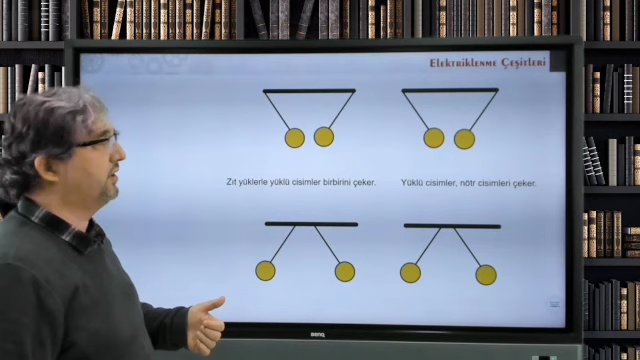 Elektriklenme Çeşitleri
Zıt yüklerle yüklü cisimler birbirini çeker.
Yüklü cisimler, nötr cisimleri çeker.
BenQ